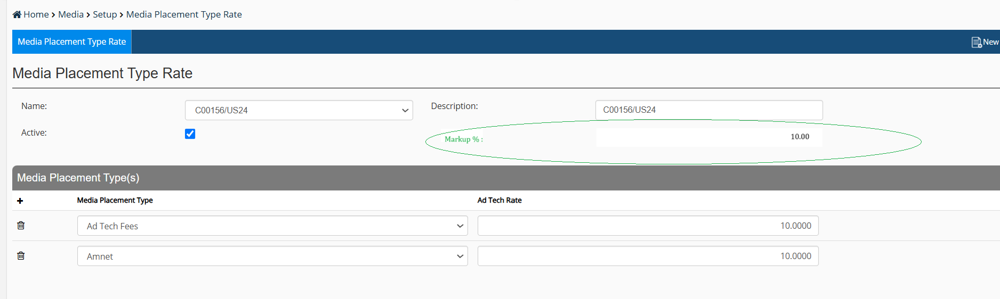 Home > Media > Setup > Media Placement Type Rate
Media Placement Type Rate
New
Media Placement Type Rate
Name: C00156/US24 Description: C00156/US24
Active: Markup % : 10.00
Media Placement Type(s)
+ Media Placement Type Ad Tech Rate
Ad Tech Fees 10.0000
Amnet 10.0000